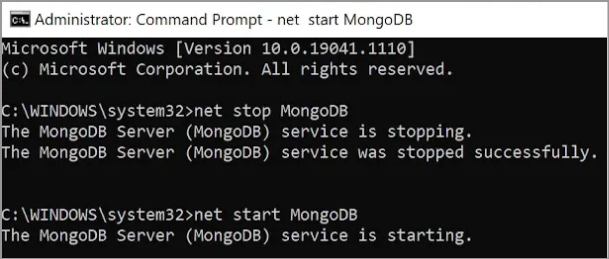 Administrator: Command Prompt - net  start MongoDB
Microsoft Windows [Version 10.0.19041.1110]
(c) Microsoft Corporation. All rights reserved.
C:\WINDOWS\system32>net stop MongoDB
The MongoDB Server (MongoDB) service is stopping.
The MongoDB Server (MongoDB) service was stopped successfully.
C:\WINDOWS\system32>net start MongoDB
The MongoDB Server (MongoDB) service is starting.